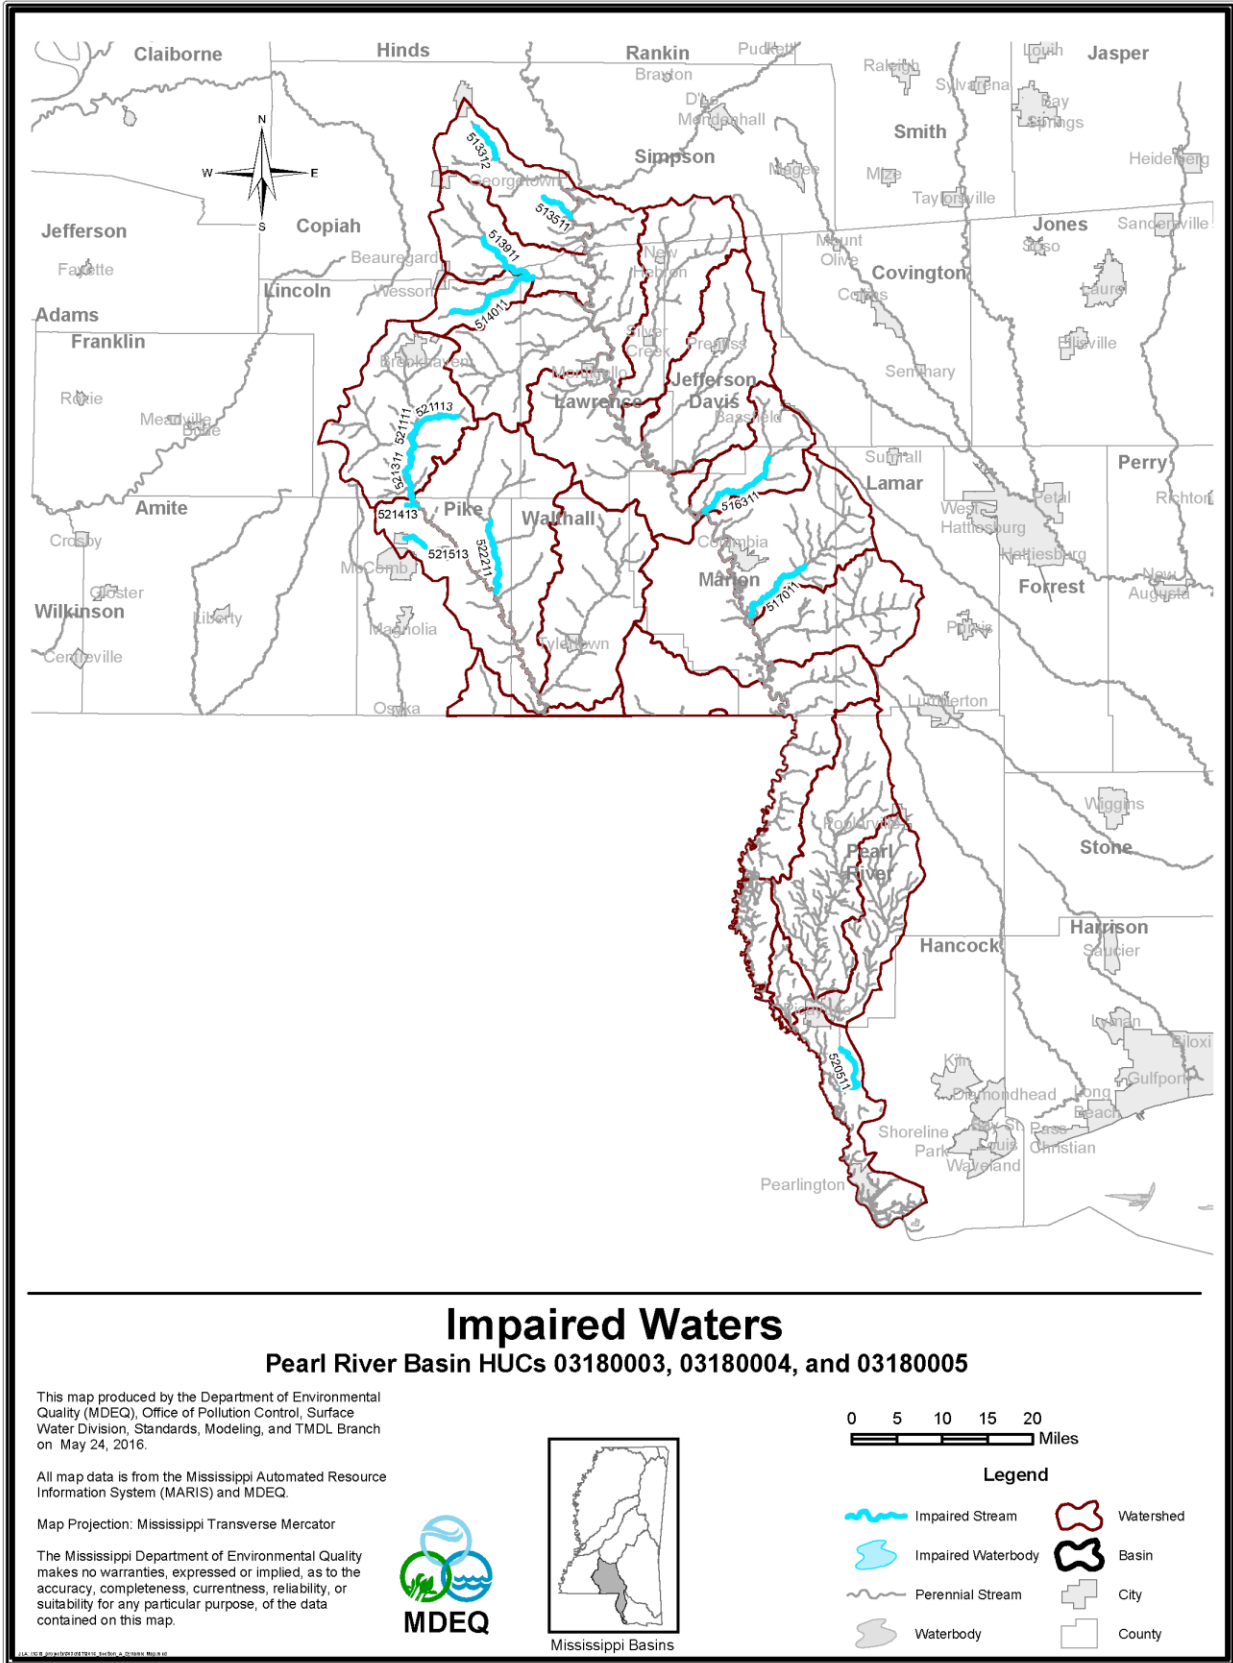 Claiborne
Hinds
Rankin
Puckett
Louin
Jasper
Raleigh
Braxton
Sylvarena
D'Lo
Mendenhall
Bay
Springs
Smith
N
W
E
S
513312
Simpson
Magee
Mize
Heidelberg
Georgetown
Taylorsville
513511
Copiah
Jefferson
Jones
Sandersville
Soso
Mount
Olive
513911
Beauregard
New
Hebron
Fayette
Covington
Lincoln
Wesson
Laurel
Collins
514011
Adams
Franklin
Silver
Creek
Prentiss
Ellisville
Brookhaven
Monticello
Seminary
Jefferson
Davis
Roxie
Lawrence
521113
Meadville
Bude
521111
Bassfield
Sumrall
521311
Perry
Lamar
Petal
Richton
Amite
516311
Pike
Walthall
521413
West
Hattiesburg
Crosby
Columbia
Hattiesburg
521513
522211
McComb
Marion
New
Augusta
Forrest
517011
Gloster
Wilkinson
Liberty
Magnolia
Purvis
Tylertown
Centreville
Lumberton
Osyka
Wiggins
Poplarville
Stone
Pearl
River
Harrison
Hancock
Saucier
Picayune
Lyman
Biloxi
520511
Kiln
Gulfport
Diamondhead
Long
Beach
Shoreline
Park
Bay St.
Louis
Pass
Christian
Waveland
Pearlington
Impaired Waters
Pearl River Basin HUCs 03180003, 03180004, and 03180005
This map produced by the Department of Environmental
Quality (MDEQ), Office of Pollution Control, Surface
Water Division, Standards, Modeling, and TMDL Branch
on May 24, 2016.
All map data is from the Mississippi Automated Resource
Information System (MARIS) and MDEQ.
Map Projection: Mississippi Transverse Mercator
The Mississippi Department of Environmental Quality
makes no warranties, expressed or implied, as to the
accuracy, completeness, currentness, reliability, or
suitability for any particular purpose, of the data
contained on this map.
MDEQ
Mississippi Basins
0 5 10 15 20
Miles
Legend
Impaired Stream
Watershed
Impaired Waterbody
Basin
Perennial Stream
City
Waterbody
County